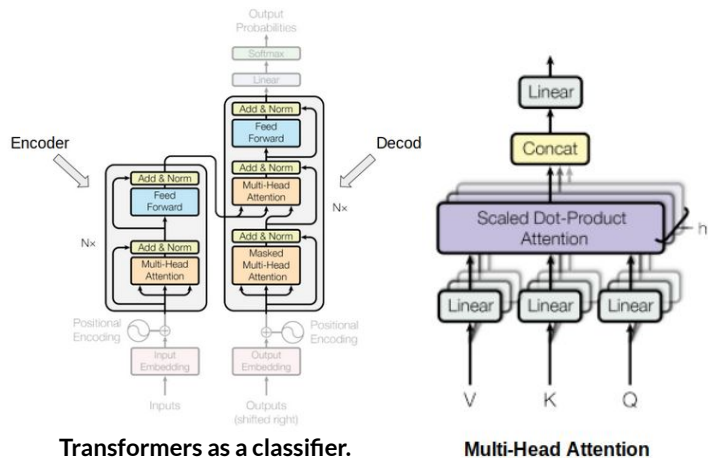 Output
Probabilities
Softmax
Linear
Add & Norm
Feed
Forward
Add & Norm
Multi-Head
Attention
Add & Norm
Masked
Multi-Head
Attention
Nx
Decod
Encoder
Add & Norm
Feed
Forward
Nx
Add & Norm
Multi-Head
Attention
Positional
Encoding
Positional
Encoding
Input
Embedding
Output
Embedding
Inputs
Outputs
(shifted right)
Transformers as a classifier.
Linear
Concat
Scaled Dot-Product
Attention
h
Linear
Linear
Linear
V
K
Q
Multi-Head Attention